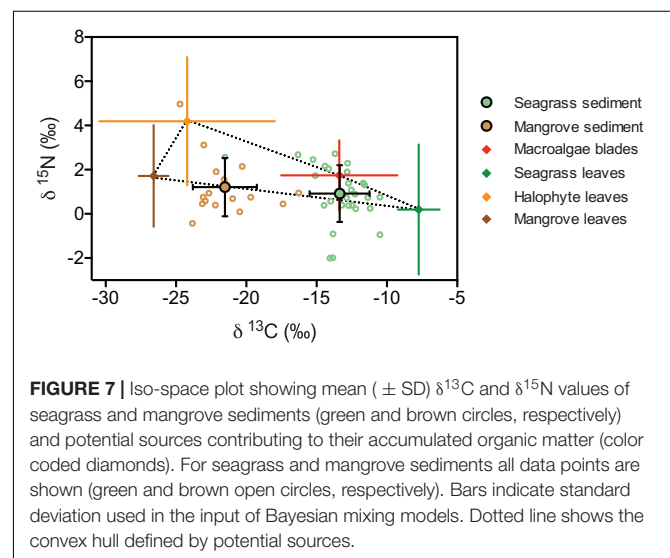 8
6
4
2
0
-2
δ 15N (‰)
-30 -25 -20 -15 -10 -5
δ 13C (‰)
Seagrass sediment
Mangrove sediment
Macroalgae blades
Seagrass leaves
Halophyte leaves
Mangrove leaves
FIGURE 7 | Iso-space plot showing mean ( ± SD) δ13C and δ15N values of
seagrass and mangrove sediments (green and brown circles, respectively)
and potential sources contributing to their accumulated organic matter (color
coded diamonds). For seagrass and mangrove sediments all data points are
shown (green and brown open circles, respectively). Bars indicate standard
deviation used in the input of Bayesian mixing models. Dotted line shows the
convex hull defined by potential sources.